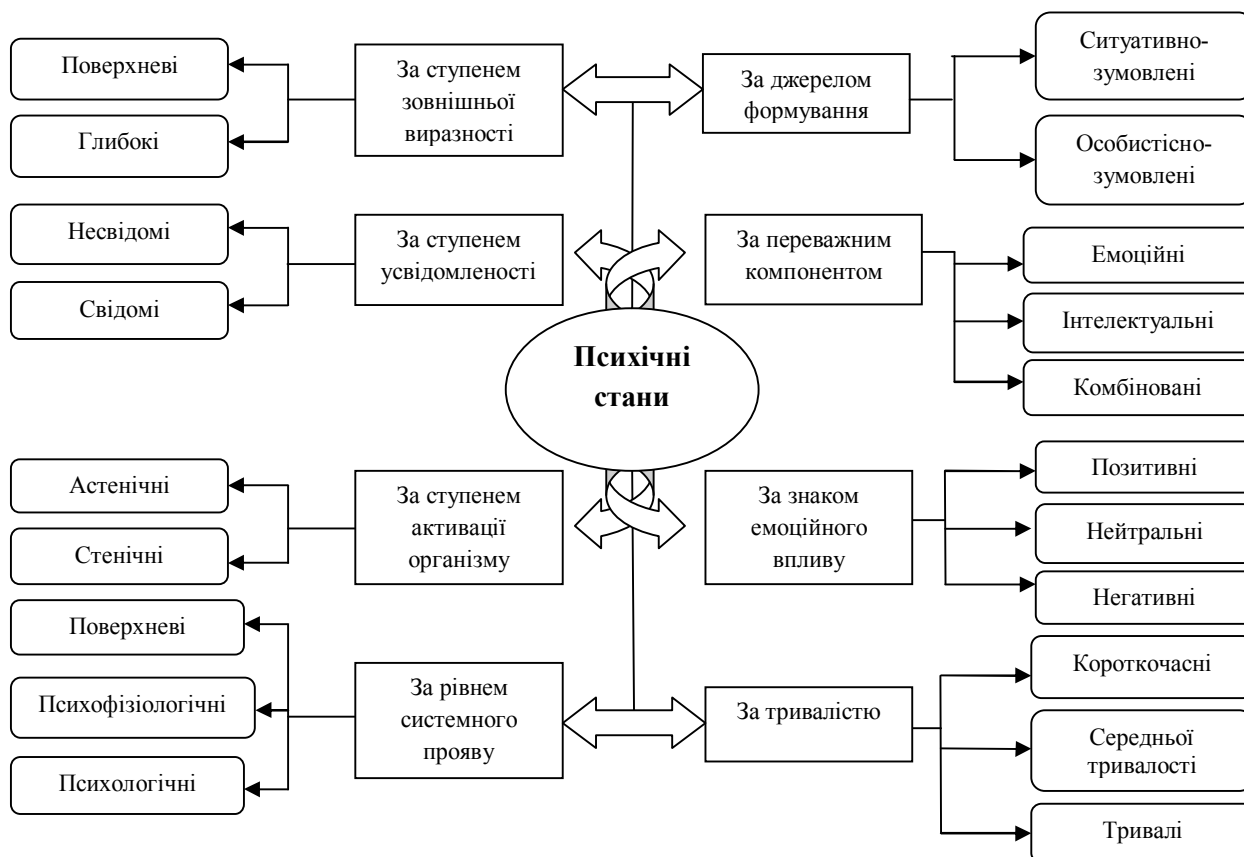 Поверхневі
Глибокі
За ступенем
зовнішньої
виразності
За джерелом
формування
Ситуативно-
зумовлені
Особистісно-
зумовлені
Несвідомі
Свідомі
За ступенем
усвідомленості
За переважним
компонентом
Емоційні
Інтелектуальні
Комбіновані
Психічні
стани
Астенічні
Стенічні
За ступенем
активації
організму
За знаком
емоційного
впливу
Позитивні
Нейтральні
Негативні
Поверхневі
Психофізіологічні
Психологічні
За рівнем
системного
прояву
За тривалістю
Короткочасні
Середньої
тривалості
Тривалі